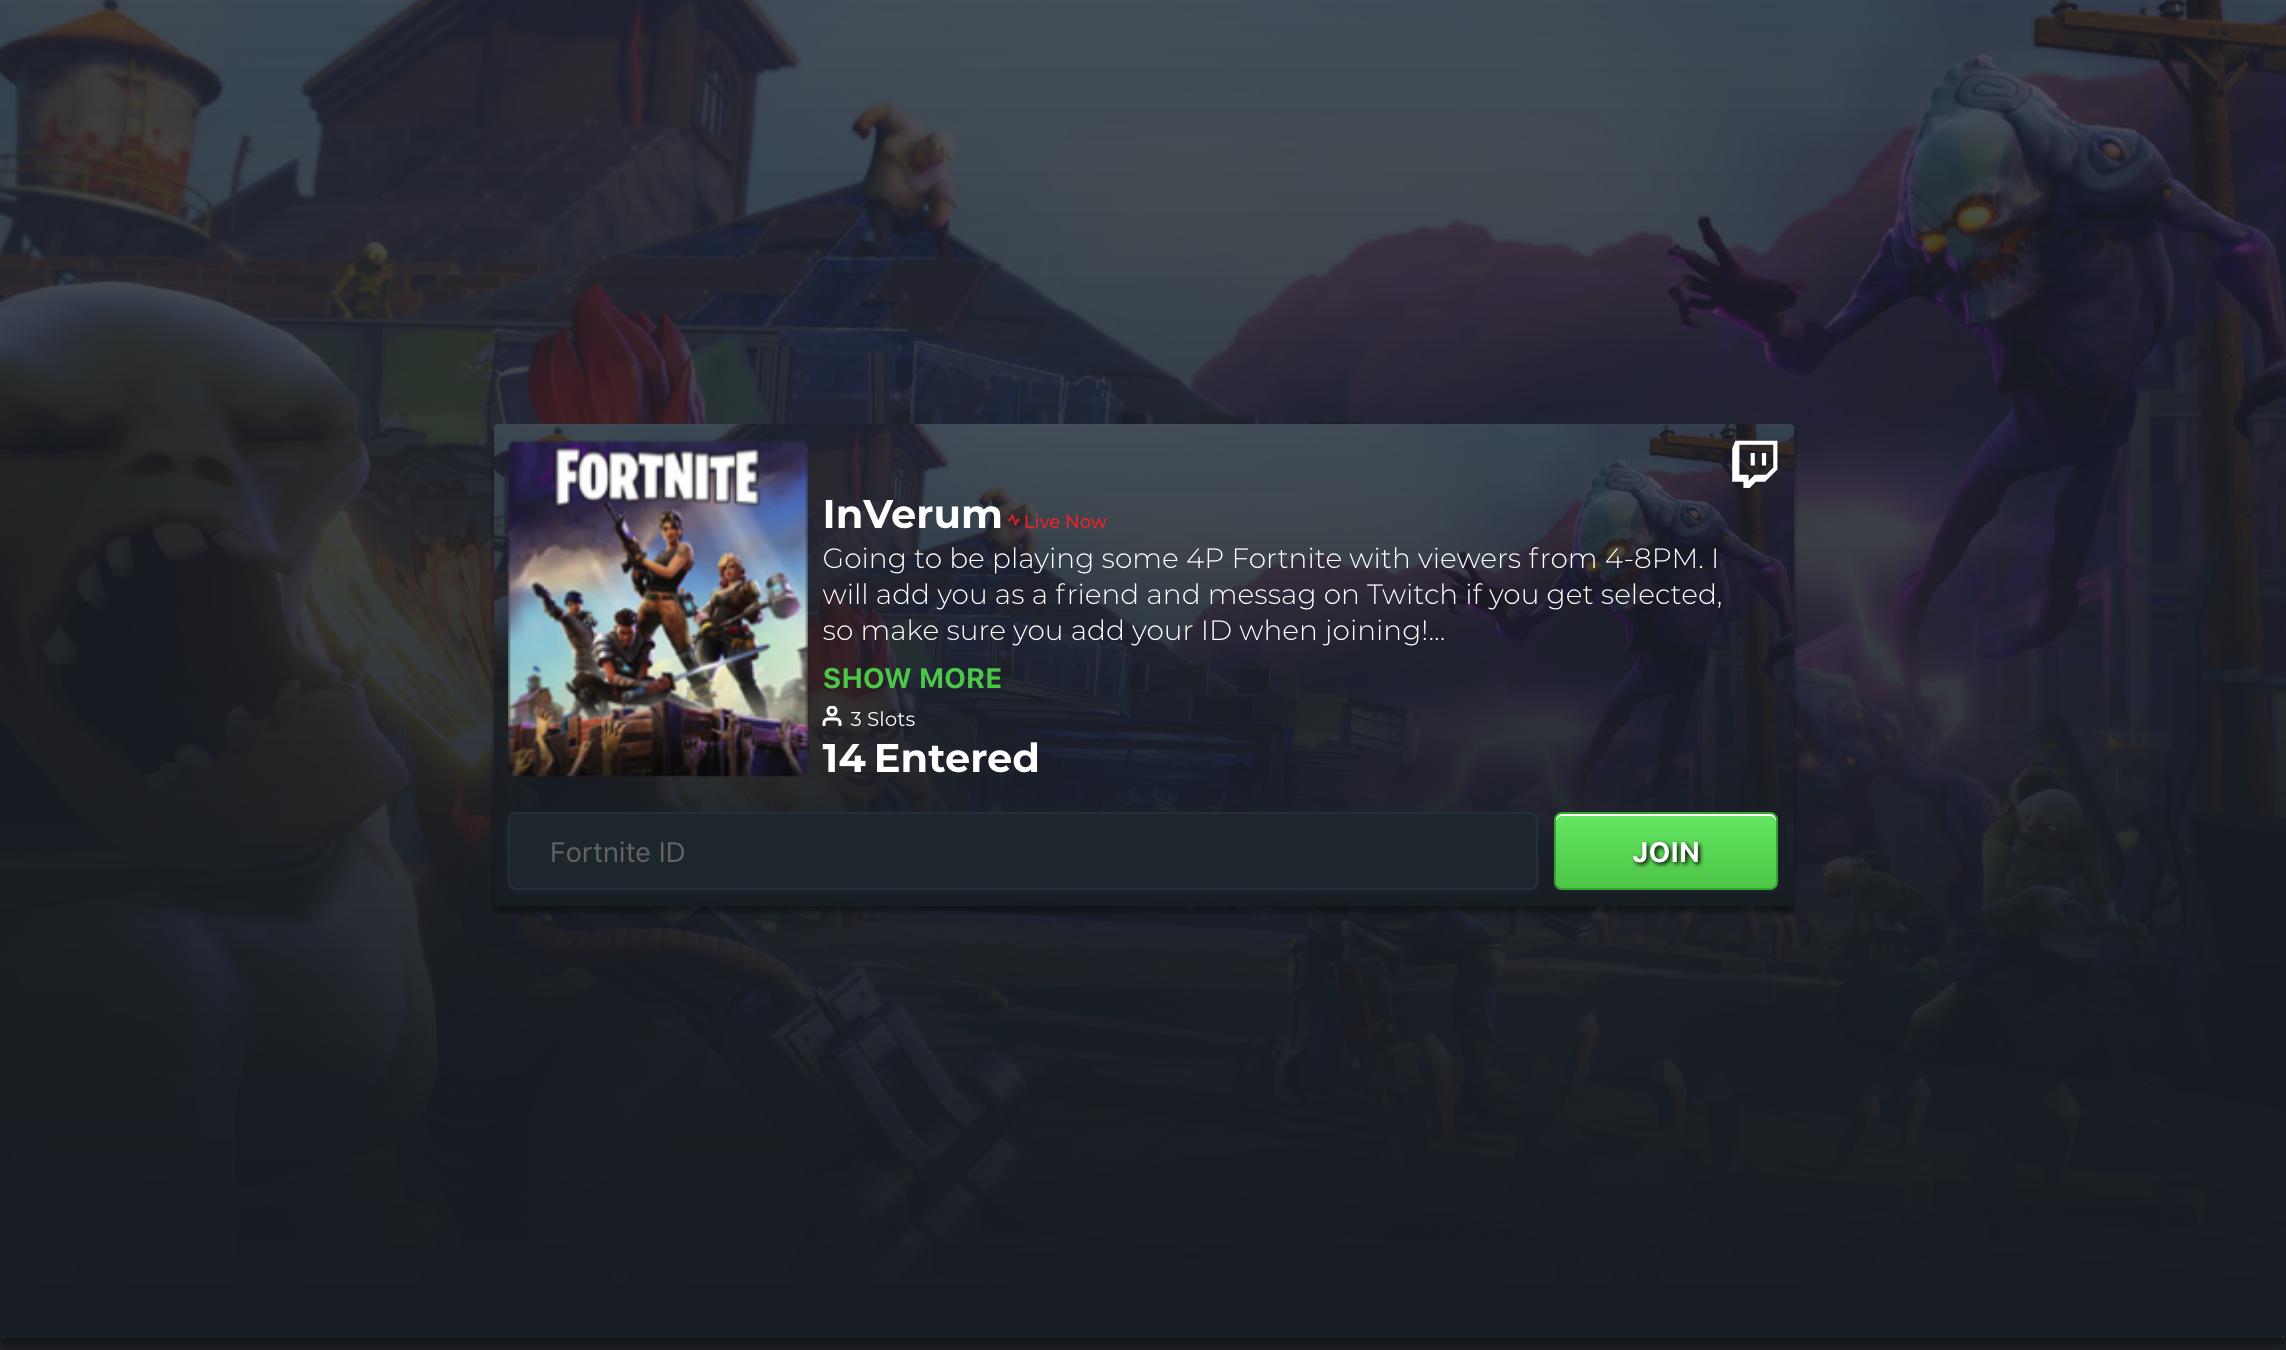 FORTNITE
InVerum Live Now
Going to be playing some 4P Fortnite with viewers from 4-8PM. I
will add you as a friend and messag on Twitch if you get selected,
so make sure you add your ID when joining!...
SHOW MORE
3 Slots
14 Entered
Fortnite ID
JOIN